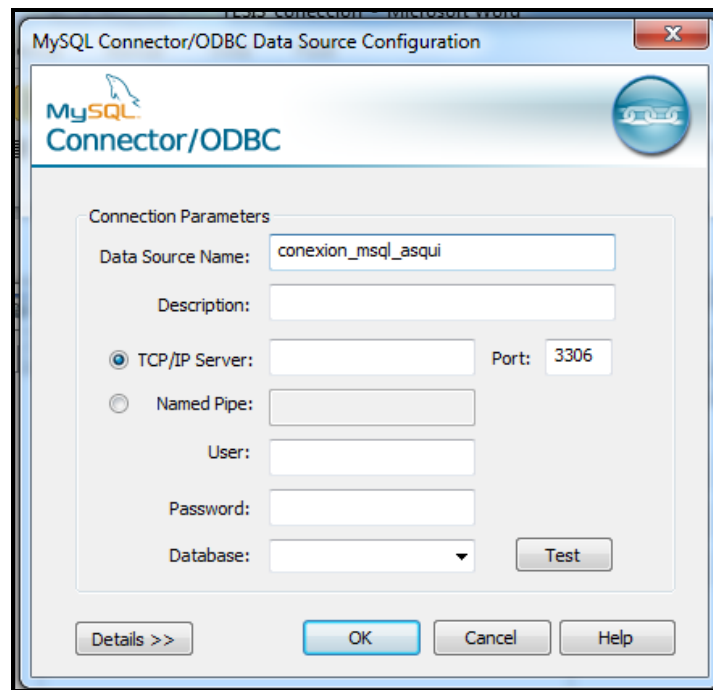 MySQL Connector/ODBC Data Source Configuration
MySQL
Connector/ODBC
Connection Parameters
Data Source Name: conexion_msql_asqui
Description:
TCP/IP Server: Port: 3306
Named Pipe:
User:
Password:
Database: Test
Details >> OK Cancel Help